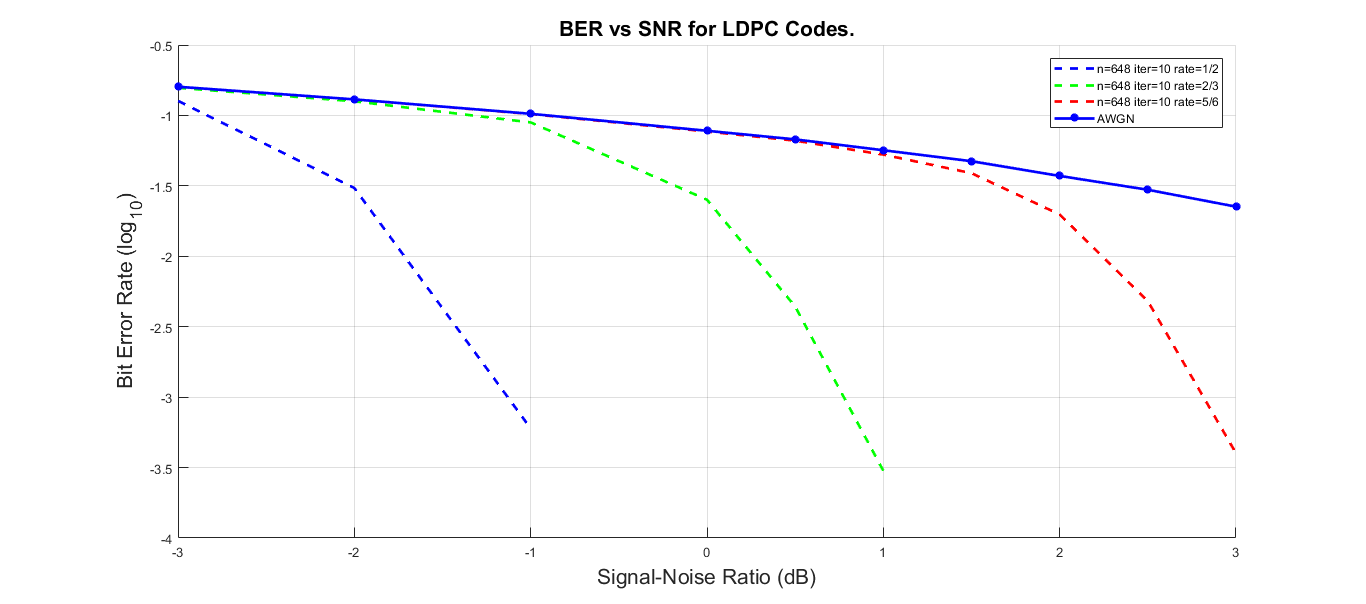 BER vs SNR for LDPC Codes.
n=648 iter=10 rate=1/2
n=648 iter=10 rate=2/3
n=648 iter=10 rate=5/6
AWGN
Bit Error Rate (log10)
-0.5
-1
-1.5
-2
-2.5
-3
-3.5
-4
-3 -2 -1 0 1 2 3
Signal-Noise Ratio (dB)